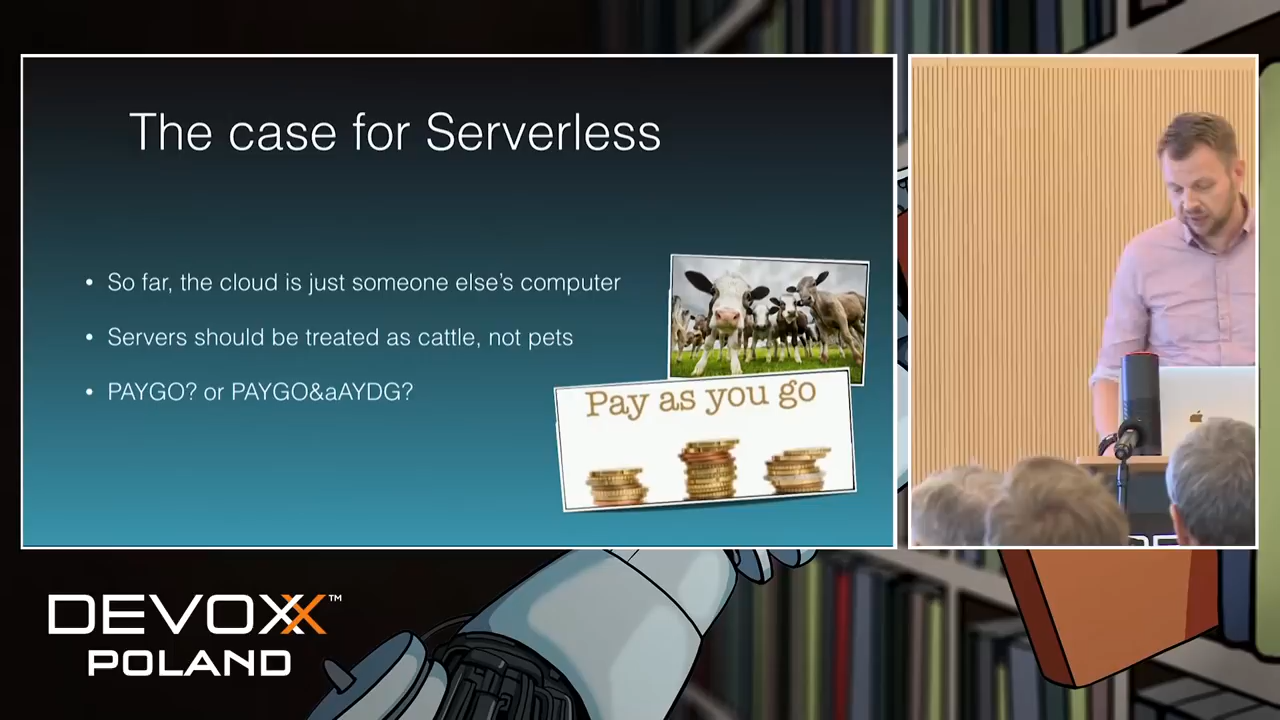 The case for Serverless
• So far, the cloud is just someone else's computer
• Servers should be treated as cattle, not pets
• PAYGO? or PAYGO&aAYDG?
Pay as you go
DEVOXX™
POLAND